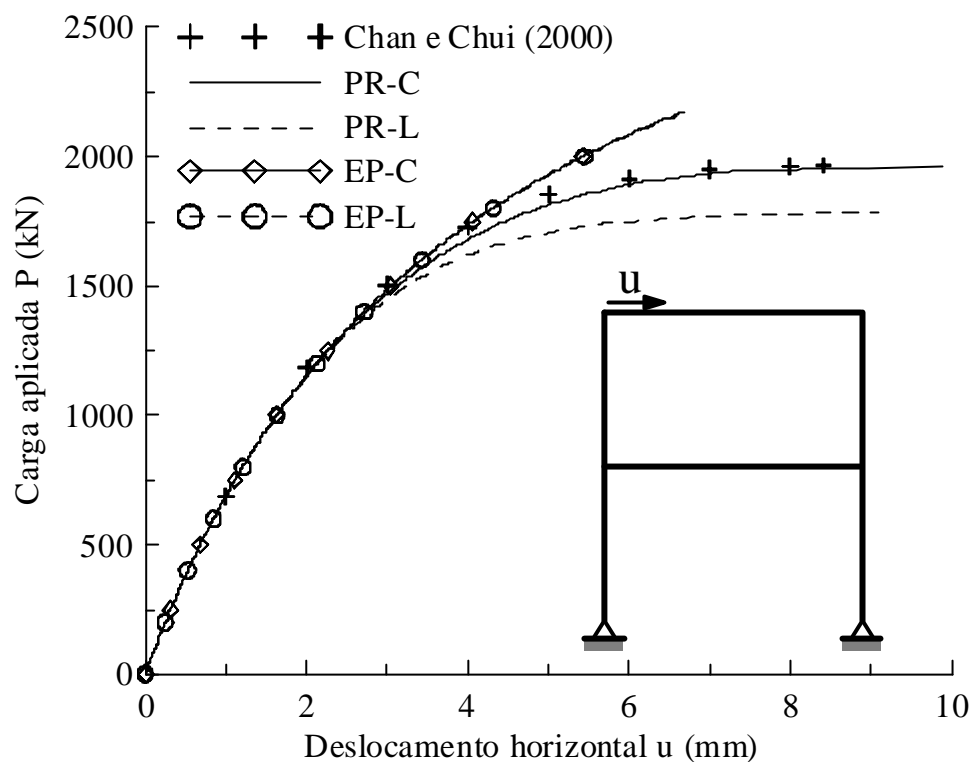 2500
2000
1500
1000
500
0
Carga aplicada P (kN)
Chan e Chui (2000)
PR-C
PR-L
EP-C
EP-L
u
0
2
4
6
8
10
Deslocamento horizontal u (mm)